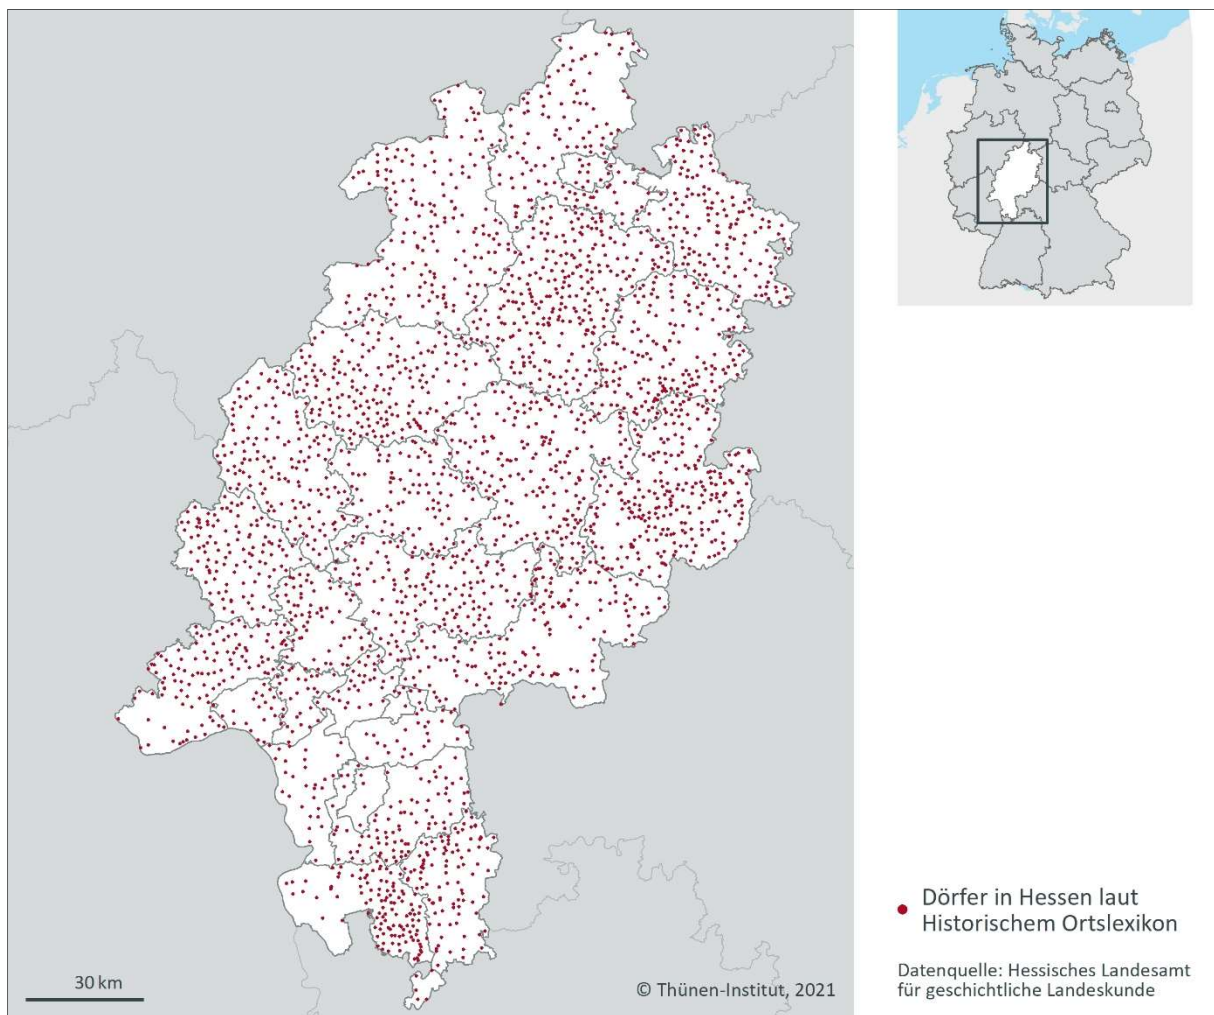 Dörfer in Hessen laut
Historischem Ortslexikon
Datenquelle: Hessisches Landesamt
für geschichtliche Landeskunde
30 km
© Thünen-Institut, 2021